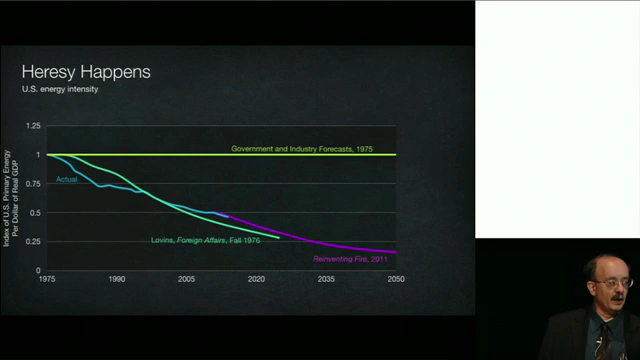 Heresy Happens
U.S. energy intensity
Index of U.S. Primary Energy
Per Dollar of Real GDP
1.25
1
0.75
0.5
0.25
0
Government and Industry Forecasts, 1975
Actual
Lovins, Foreign Affairs, Fall 1976
Reinventing Fire, 2011
1975
1990
2005
2020
2035
2050